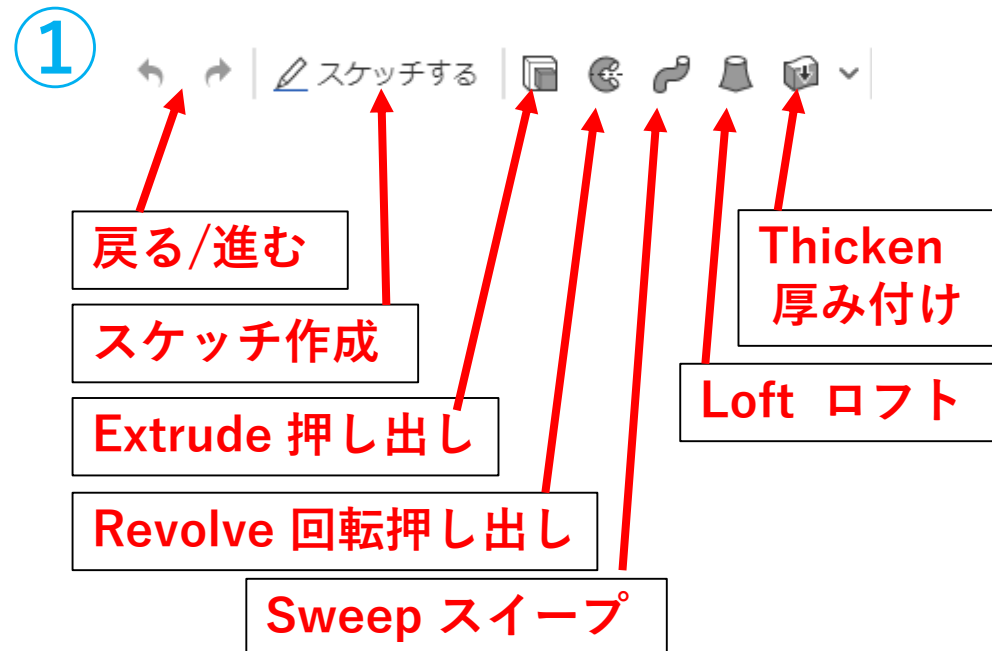 ①
スケッチする
戻る/進む
スケッチ作成
Extrude 押し出し
Revolve 回転押し出し
Sweep スイープ
Thicken
厚み付け
Loft ロフト